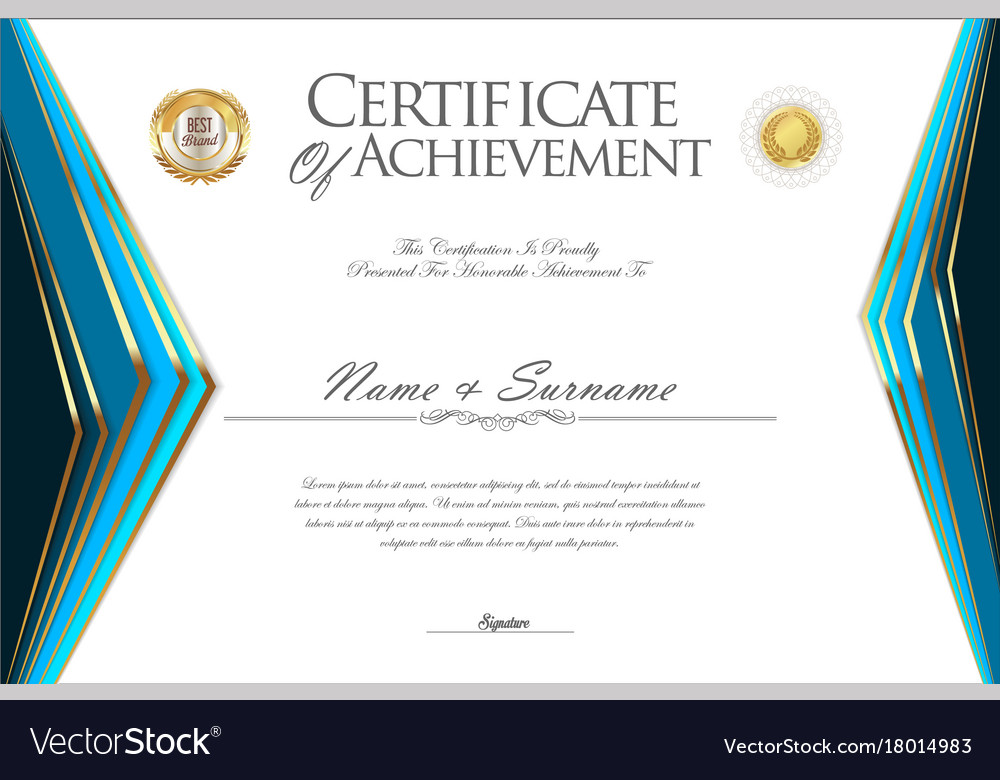 BEST
Brand
CERTIFICATE
Of ACHIEVEMENT
This Certification Is Proudly
Presented For Honorable Achievement To
Name & Surname
Lorem ipsum dolor sit amet, consectetur adipiscing elit, sed do eiusmod tempor incididunt ut
labore et dolore magna aliqua. Ut enim ad minim veniam, quis nostrud exercitation ullamco
laboris nisi ut aliquip ex ea commodo consequat. Duis aute irure dolor in reprehenderit in
voluptate velit esse cillum dolore eu fugiat nulla pariatur.
Signature
VectorStock®
VectorStock.com/18014983